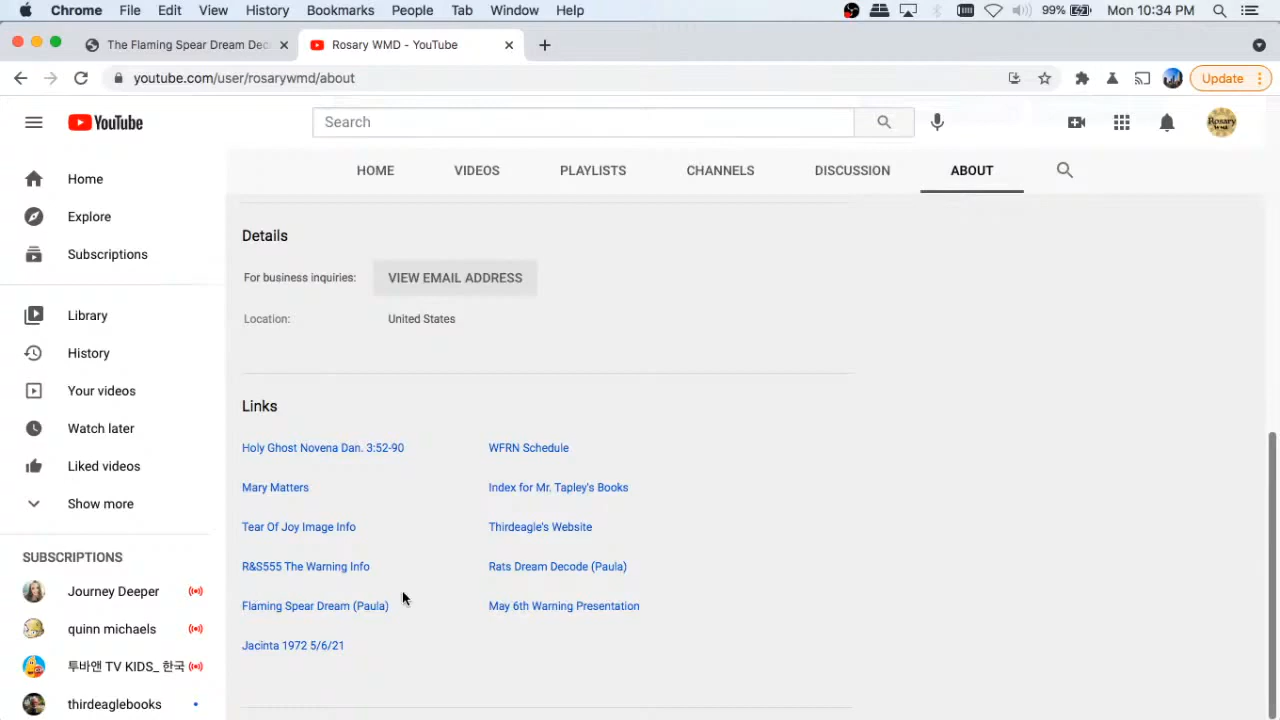 Chrome File Edit View History Bookmarks People Tab Window Help 99% Mon 10:34 PM
The Flaming Spear Dream Dec Rosary WMD - YouTube
youtube.com/user/rosarywmd/about Update
YouTube Search Rosary
HOME VIDEOS PLAYLISTS CHANNELS DISCUSSION ABOUT
Home
Explore
Subscriptions
Library
History
Your videos
Watch later
Liked videos
Show more
SUBSCRIPTIONS
Journey Deeper
quinn michaels
투바앤 TV KIDS_ 한국
thirdeaglebooks
Details
For business inquiries: VIEW EMAIL ADDRESS
Location: United States
Links
Holy Ghost Novena Dan. 3:52-90 WFRN Schedule
Mary Matters Index for Mr. Tapley's Books
Tear Of Joy Image Info Thirdeagle's Website
R&S555 The Warning Info Rats Dream Decode (Paula)
Flaming Spear Dream (Paula) May 6th Warning Presentation
Jacinta 1972 5/6/21